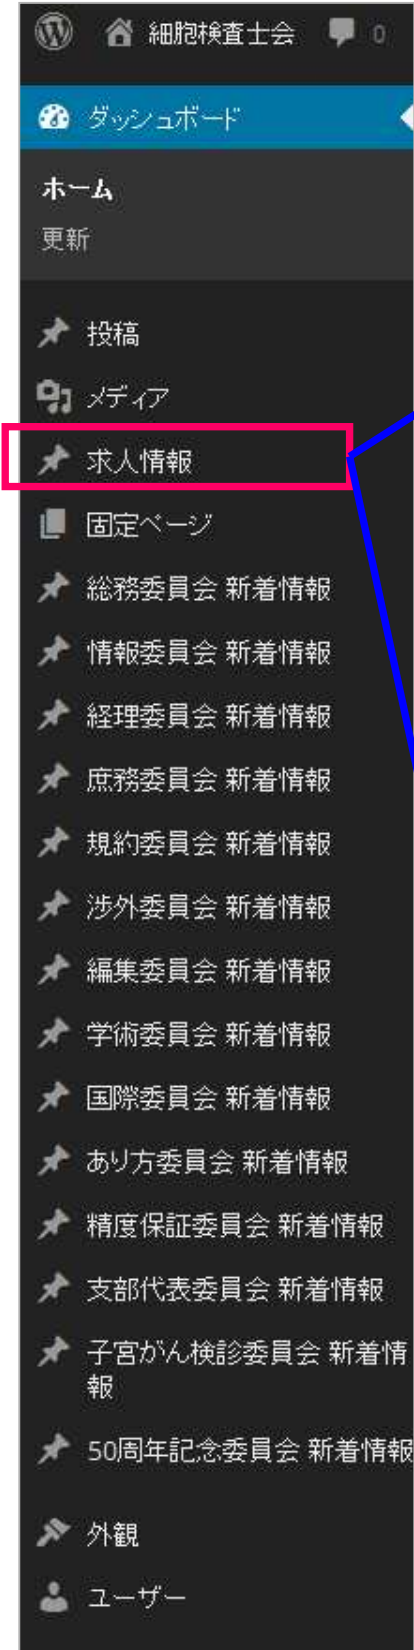 細胞検査士会 0
ダッシュボード
ホーム
更新
投稿
メディア
求人情報
固定ページ
総務委員会 新着情報
情報委員会 新着情報
経理委員会 新着情報
庶務委員会 新着情報
規約委員会 新着情報
渉外委員会 新着情報
編集委員会 新着情報
学術委員会 新着情報
国際委員会 新着情報
あり方委員会 新着情報
精度保証委員会 新着情報
支部代表委員会 新着情報
子宮がん検診委員会 新着情
報
50周年記念委員会 新着情報
外観
ユーザー